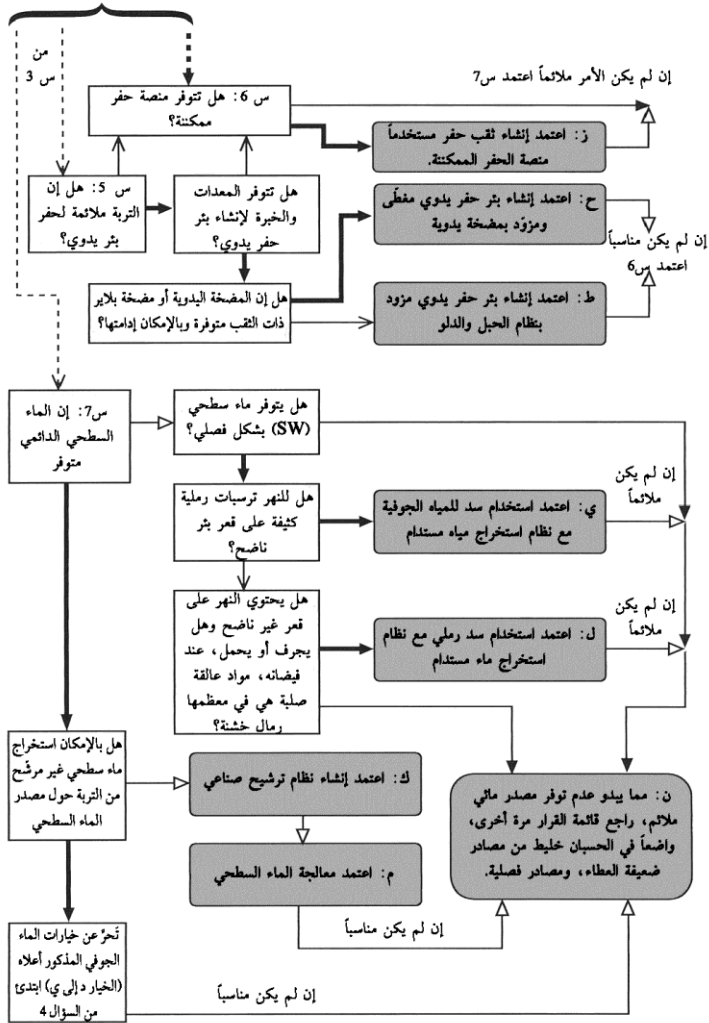 من
س 3
إن لم يكن الأمر ملائماً اعتمد س7
س 6: هل تتوفر منصة حفر
ممكننة؟
ز: اعتمد إنشاء ثقب حفر مستخدماً
منصة الحفر الممكننة.
س 5: هل إن
التربة ملائمة لحفر
بئر يدوي؟
هل تتوفر المعدات
والخبرة لإنشاء بئر
حفر يدوي؟
ح: اعتمد إنشاء بئر حفر يدوي مغطّى
ومزوّد بمضخة يدوية
إن لم يكن مناسباً
اعتمد س6
هل إن المضخة اليدوية أو مضخة بلاير
ذات الثقب متوفرة وبالإمكان إدامتها؟
ط: اعتمد إنشاء بئر حفر يدوي مزود
بنظام الحبل والدلو
س7: إن الماء
السطحي الدائمي
متوفر
هل يتوفر ماء سطحي
(SW) بشكل فصلي؟
إن لم يكن
ملائماً
هل للنهر ترسبات رملية
كثيفة على قعر بئر
ناضح؟
ي: اعتمد استخدام سد للمياه الجوفية
مع نظام استخراج مياه مستدام
هل يحتوي النهر على
قعر غير ناضح وهل
يجرف أو يحمل، عند
فيضانه، مواد عالقة
صلبة هي في معظمها
رمال خشنة؟
ل: اعتمد استخدام سد رملي مع نظام
استخراج ماء مستدام
إن لم يكن
ملائماً
هل بالإمكان استخراج
ماء سطحي غير مرشّح
من التربة حول مصدر
الماء السطحي
ك: اعتمد إنشاء نظام ترشيح صناعي
م: اعتمد معالجة الماء السطحي
ن: مما يبدو عدم توفر مصدر مائي
ملائم، راجع قائمة القرار مرة أخرى،
واضعاً في الحسبان خليط من مصادر
ضعيفة العطاء، ومصادر فصلية.
إن لم يكن مناسباً
تَحرَّ عن خيارات الماء
الجوفي المذكور أعلاه
(الخيار د إلى ي) ابتدئ
من السؤال 4
إن لم يكن مناسباً